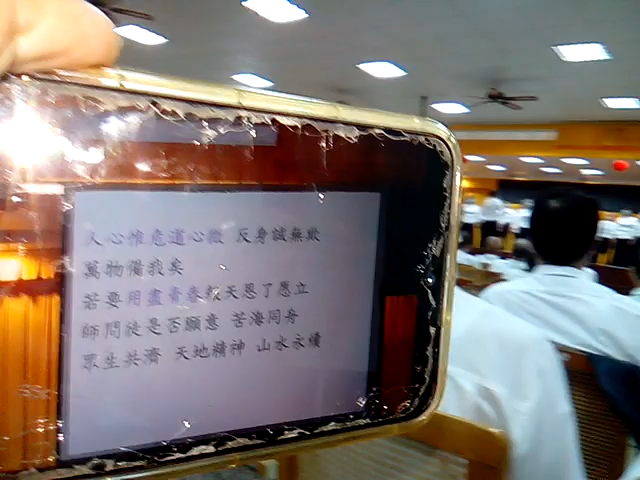 人心惟危道心微 反身誠無欺
萬物備我矣
若要用盡青春報天恩了愿立
師問徒是否願意 苦海同舟
眾生共濟 天地精神 山水永續